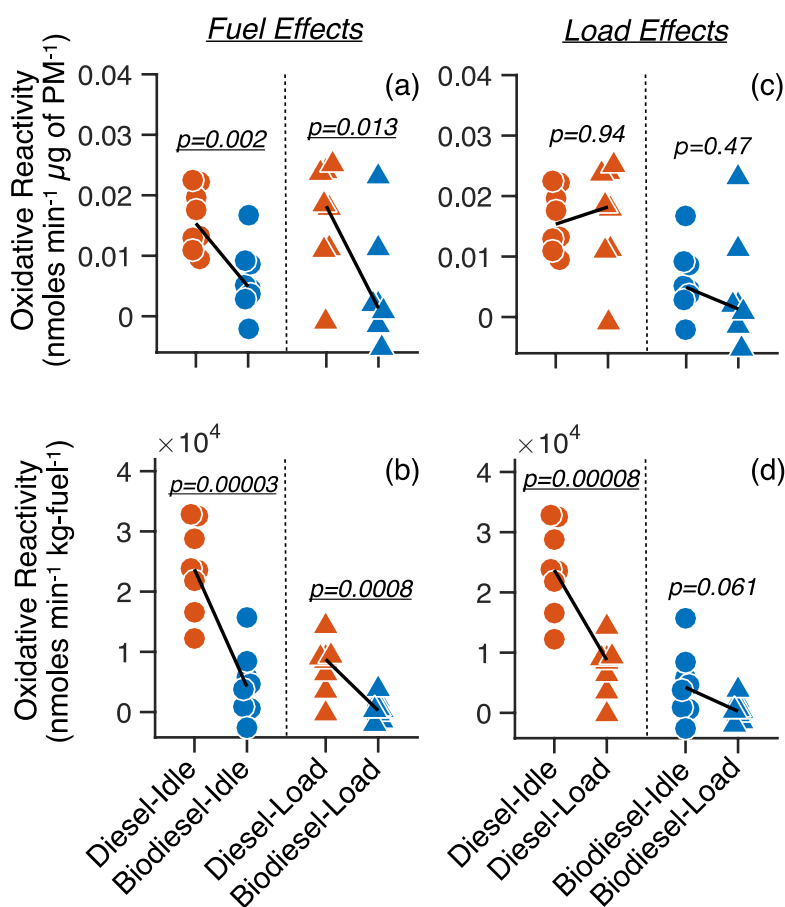 Fuel Effects
Load Effects
Oxidative Reactivity
(nmoles min⁻¹ µg of PM⁻¹)
0.04
0.03
0.02
0.01
0
(a)
p=0.002
p=0.013
0.04
0.03
0.02
0.01
0
(c)
p=0.94
p=0.47
Oxidative Reactivity
(nmoles min⁻¹ kg-fuel⁻¹)
×10⁴
4
3
2
1
0
(b)
p=0.00003
p=0.0008
×10⁴
4
3
2
1
0
(d)
p=0.00008
p=0.061
Diesel-Idle
Biodiesel-Idle
Diesel-Load
Biodiesel-Load
Diesel-Idle
Diesel-Load
Biodiesel-Idle
Biodiesel-Load